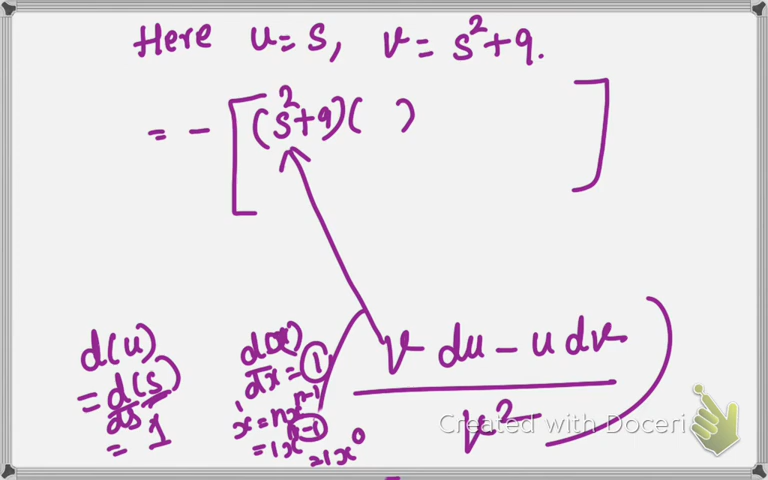 Here u = s, v = s² + 9.
= - [ (s² + 9)( ) ]
v du - u dv
v²
d(u)
= d(s)
ds
= 1
d(x)
dx = 1
x¹ = nxⁿ⁻¹
= 1x¹⁻¹
= 1x⁰
Created with Doceri